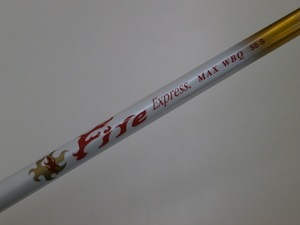 Fire Express. MAX WBQ 55 S